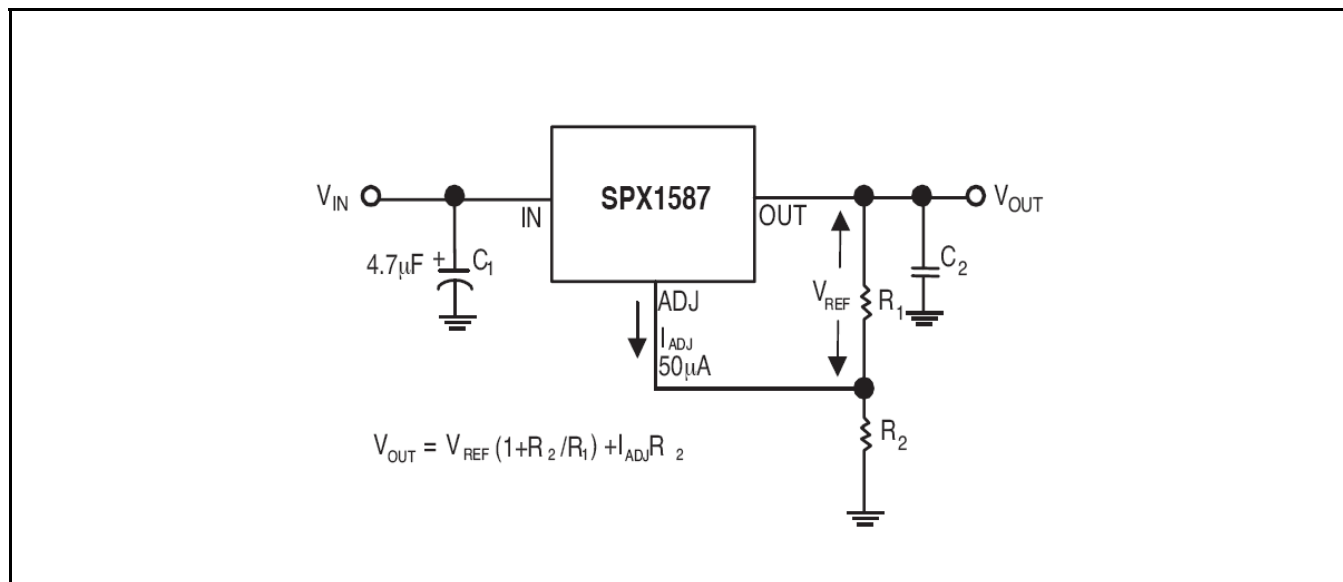 SPX1587
V_IN
IN
OUT
V_OUT
4.7μF + C_1
ADJ
I_ADJ
50μA
V_REF
R_1
C_2
R_2
V_OUT = V_REF (1+R_2/R_1) +I_ADJ R_2